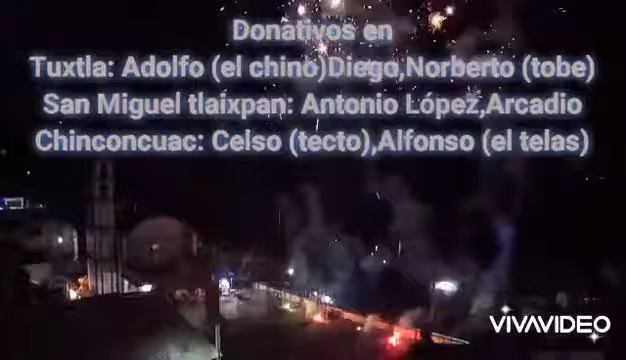 Donativos en
Tuxtla: Adolfo (el chino)Diego,Norberto (tobe)
San Miguel tlaixpan: Antonio López,Arcadio
Chinconcuac: Celso (tecto),Alfonso (el telas)
VIVAVIDEO